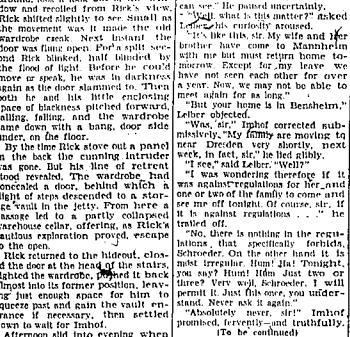 dow and recoiled from Rick's view.
Rick shifted slightly to see. Small as
the movement was it made the old
wardrobe creak. Next instant the
door was flung open. For a split sec-
ond Rick blinked, half blinded by
the flood of light. Before he could
move or speak, he was in darkness
again as the door slammed to. Then
both he and his little enclosing
space of blackness pitched forward,
falling, falling, and the wardrobe
came down with a bang, door side
under, on the floor.
By the time Rick stove out a panel
in the back the cunning intruder
was gone. But his line of retreat
stood revealed. The wardrobe had
concealed a door, behind which a
flight of steps descended to a stor-
age vault in the jetty. From here a
passage led to a partly collapsed
warehouse cellar, offering, as Rick's
cautious exploration proved, escape
to the open.
Rick returned to the hideout, clos-
ed the door at the head of the stairs,
righted the wardrobe, pushed it back
almost into its former position, leav-
ing just enough space for him to
squeeze past and gain the vault en-
trance if necessary, then settled
down to wait for Imhof.
Afternoon slid into evening when
can see." He paused uncertainly.
"Well, what is this matter?" asked
Leiber, his curiosity aroused.
"It's like this, sir. My wife and her
brother have come to Mannheim
with me but must return home to-
morrow. Except for my leave we
have not seen each other for over
a year. Now, we may not be able to
meet again for as long."
"But your home is in Bensheim,"
Leiber objected.
"Was, sir," Imhof corrected sub-
missively. "My family are moving to
near Dresden very shortly, next
week, in fact, sir," he lied glibly.
"I see," said Leiber. "Well?"
"I was wondering therefore if it
was against regulations for her and
one or two of the family to come and
see me off tonight. Of course, sir, if
it is against regulations . . ." he
trailed off.
"No, there is nothing in the regu-
lations, that specifically forbids,
Schroeder. On the other hand it is
most irregular. Hum! Ha! Tonight,
you say? Hum! Hum Just two or
three? Very well, Schroeder, I will
permit it. Just this once, you under-
stand. Never ask it again."
"Absolutely never, sir!" Imhof
promised, fervently—and truthfully.
(To be continued)